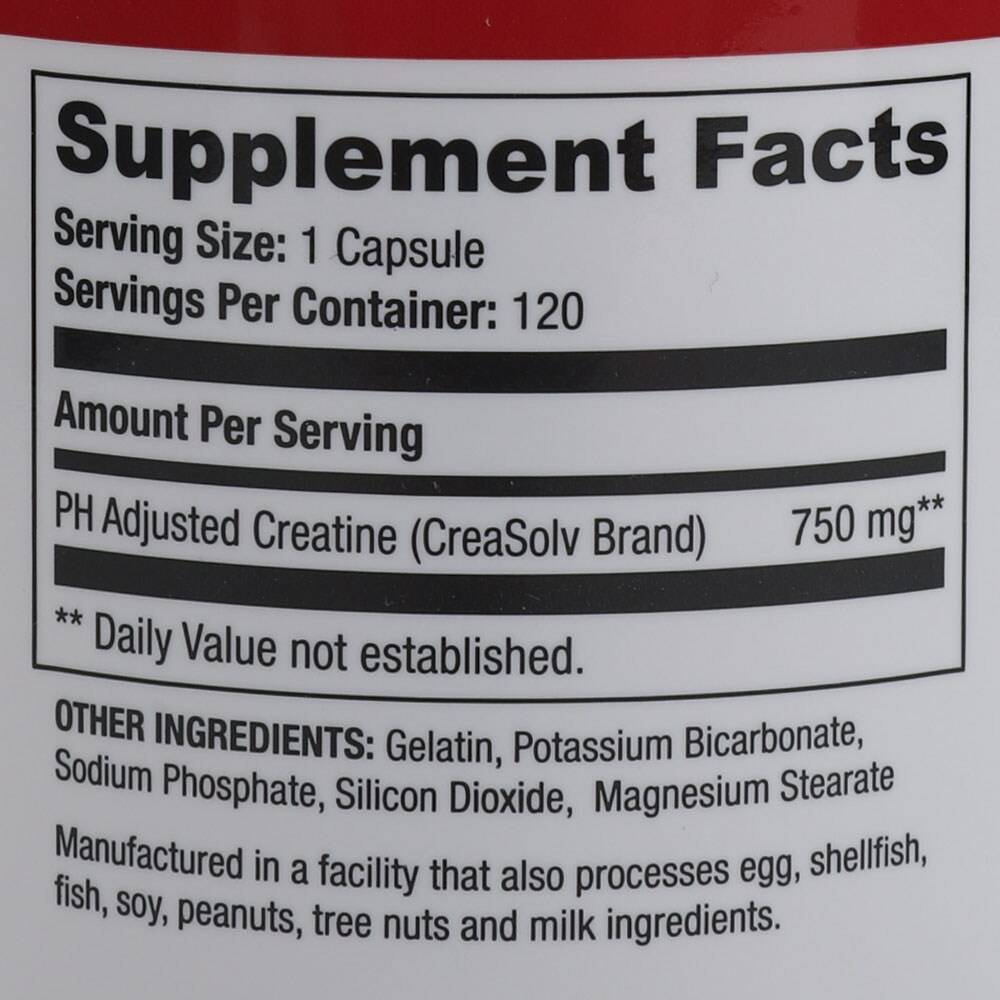 Supplement Facts
Serving Size: 1 Capsule
Servings Per Container: 120
Amount Per Serving
PH Adjusted Creatine (CreaSolv Brand) 750 mg**
** Daily Value not established.
OTHER INGREDIENTS: Gelatin, Potassium Bicarbonate,
Sodium Phosphate, Silicon Dioxide, Magnesium Stearate
Manufactured in a facility that also processes egg, shellfish,
fish, soy, peanuts, tree nuts and milk ingredients.